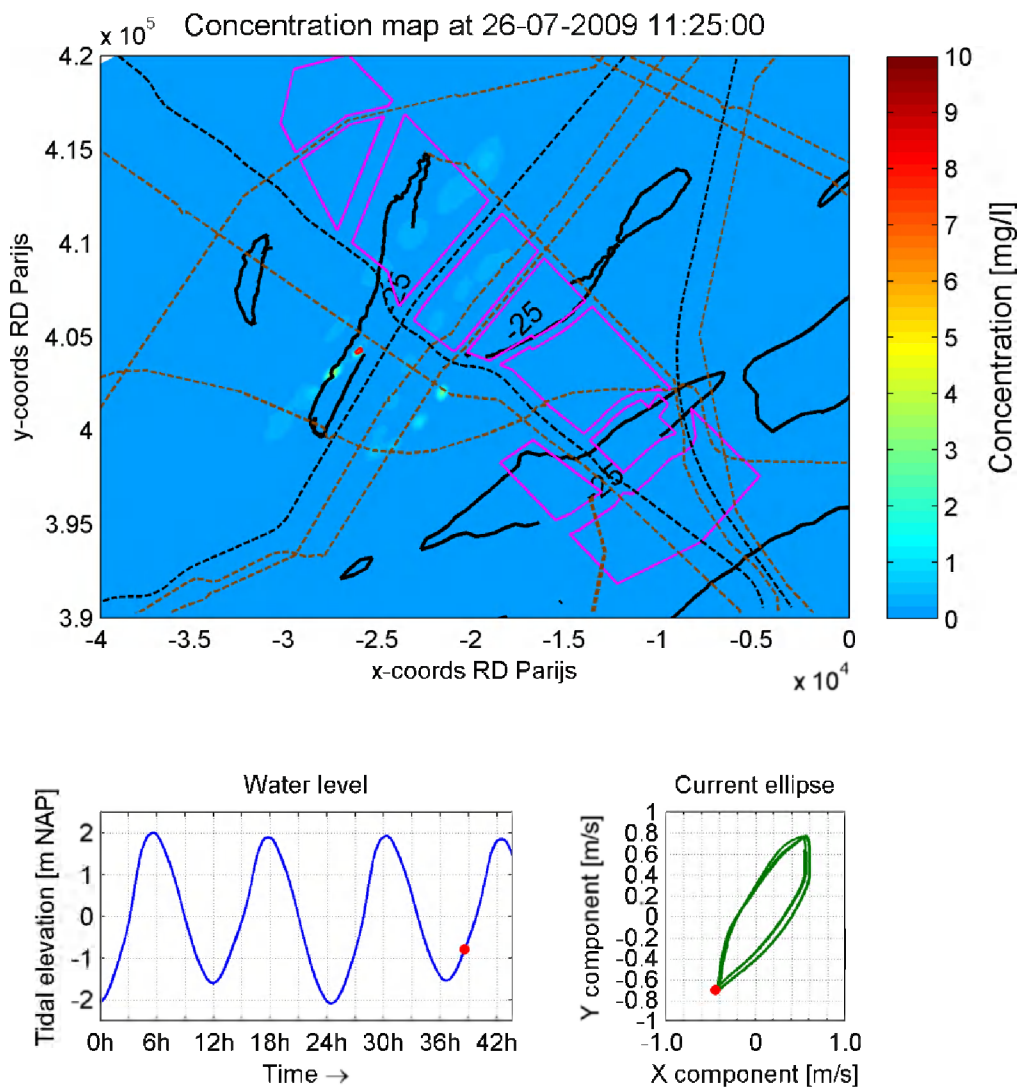 Concentration map at 26-07-2009 11:25:00
x 10⁵
4.2
4.15
4.1
4.05
4
3.95
3.9
y-coords RD Parijs
-4
-3.5
-3
-2.5
-2
-1.5
-1
-0.5
0
x-coords RD Parijs
x 10⁴
-25
-25
-25
10
9
8
7
6
5
4
3
2
1
0
Concentration [mg/l]
Water level
Tidal elevation [m NAP]
2
1
0
-1
-2
0h
6h
12h
18h
24h
30h
36h
42h
Time →
Current ellipse
Y component [m/s]
1
0.8
0.6
0.4
0.2
0
-0.2
-0.4
-0.6
-0.8
-1
-1.0
0
1.0
X component [m/s]